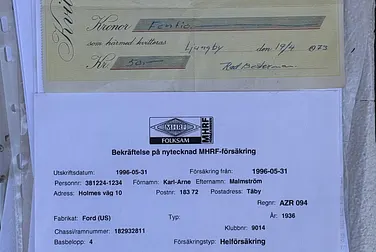 Kvit
Kronor Femtio
som härmed kvitteras Ljungby den 19/4 1973
Kr 50:-
MHRF
FOLKSAM
MHRF
Bekräftelse på nytecknad MHRF-försäkring
Utskriftsdatum: 1996-05-31 Försäkring från: 1996-05-31
Personnr: 381224-1234 Förnamn: Karl-Arne Efternamn: Malmström
Adress: Holmes väg 10 Postnr: 183 72 Postadress: Täby
Regnr: AZR 094
Fabrikat: Ford (US) Typ: År: 1936
Chassi/ramnummer: 182932811 Klubbnr: 9014
Basbelopp: 4 Försäkringstyp: Helförsäkring